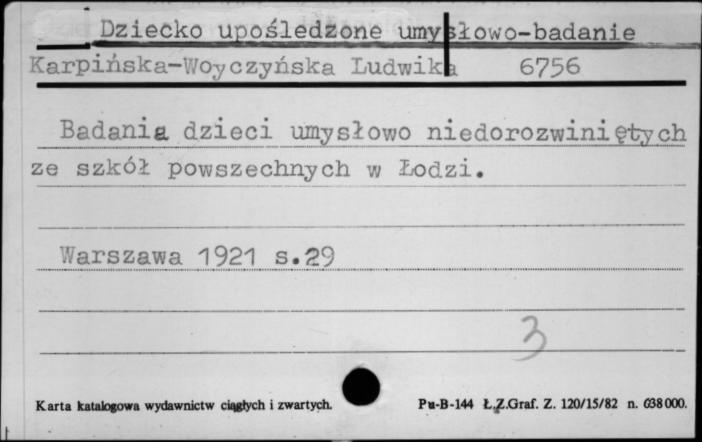 Dziecko upośledzone umysłowo-badanie
Karpińska-Woyczyńska Ludwika 6756
Badania dzieci umysłowo niedorozwiniętych
ze szkół powszechnych w Łodzi.
Warszawa 1921 s.29
3
Karta katalogowa wydawnictw ciągłych i zwartych. Pu-B-144 Ł.Z.Graf. Z. 120/15/82 n. 638000.